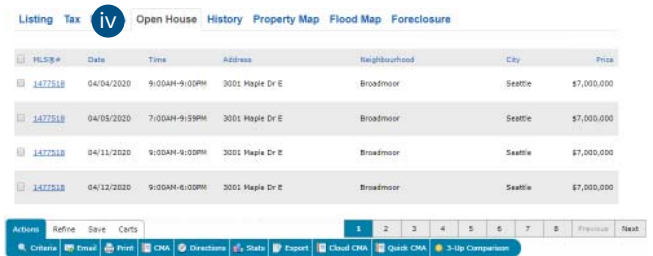 Listing Tax iv Open House History Property Map Flood Map Foreclosure
MLS®# Date Time Address Neighbourhood City Price
1477518 04/04/2020 9:00AM-9:00PM 3001 Maple Dr E Broadmoor Seattle $7,000,000
1477518 04/05/2020 7:00AM-9:59PM 3001 Maple Dr E Broadmoor Seattle $7,000,000
1477518 04/11/2020 9:00AM-9:00PM 3001 Maple Dr E Broadmoor Seattle $7,000,000
1477518 04/12/2020 9:00AM-6:00PM 3001 Maple Dr E Broadmoor Seattle $7,000,000
Actions Refine Save Carts 1 2 3 4 5 6 7 8 Previous Next
Criteria Email Print CMA Directions Stats Export Cloud CMA Quick CMA 3-Up Comparison